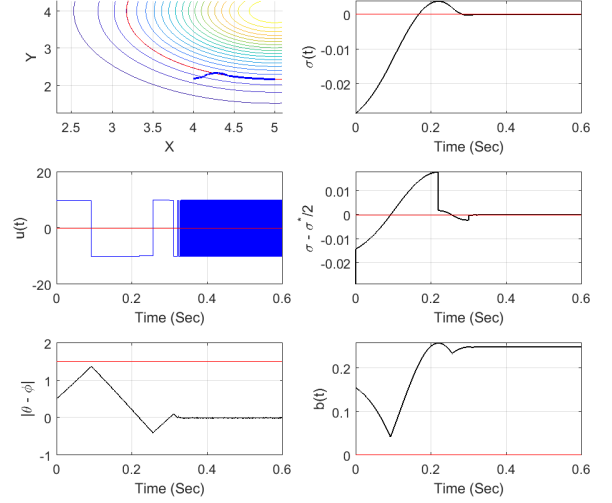 4
3
2
Y
2.5 3 3.5 4 4.5 5
X
0
-0.01
-0.02
σ(t)
0 0.2 0.4 0.6
Time (Sec)
20
0
-20
u(t)
0 0.2 0.4 0.6
Time (Sec)
0.01
0
-0.01
-0.02
σ - σ*/2
0 0.2 0.4 0.6
Time (Sec)
2
1
0
-1
|θ - ϕ|
0 0.2 0.4 0.6
Time (Sec)
0.2
0.1
0
b(t)
0 0.2 0.4 0.6
Time (Sec)